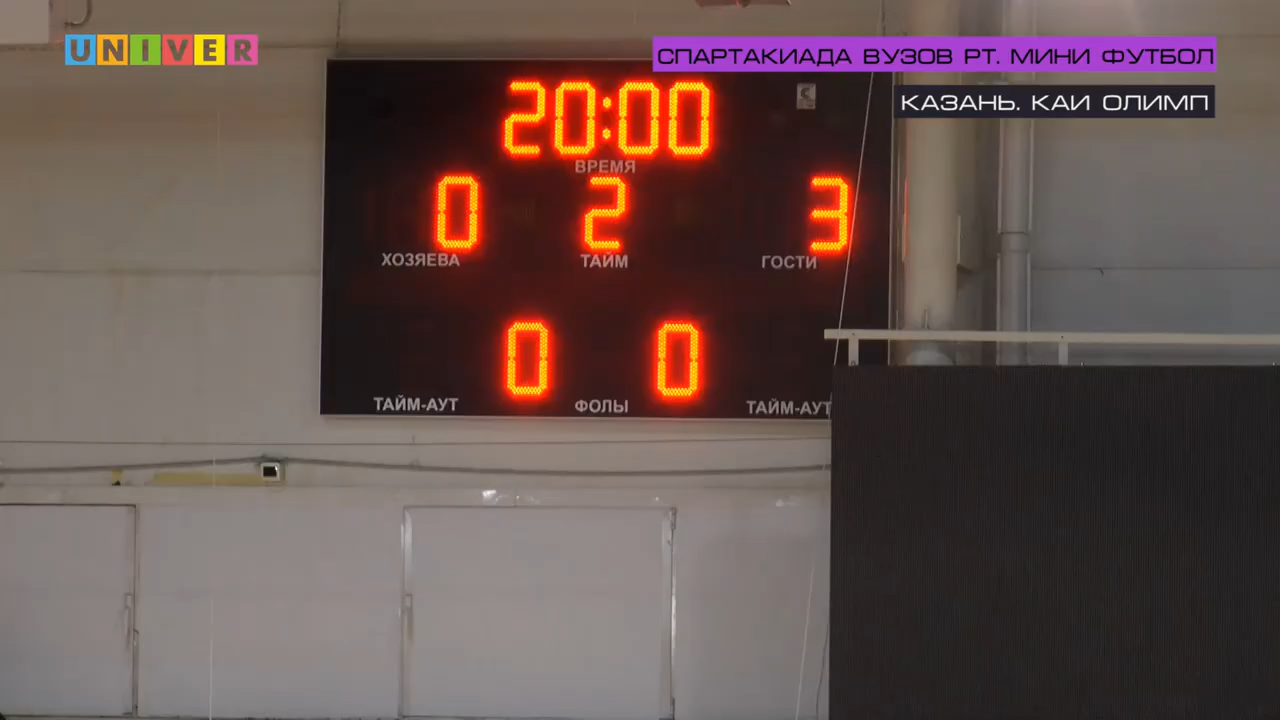 UNIVER
СПАРТАКИАДА ВУЗОВ РТ. МИНИ ФУТБОЛ
КАЗАНЬ. КАИ ОЛИМП
20:00
ВРЕМЯ
0 2 3
ХОЗЯЕВА ТАЙМ ГОСТИ
0 0
ТАЙМ-АУТ ФОЛЫ ТАЙМ-АУТ